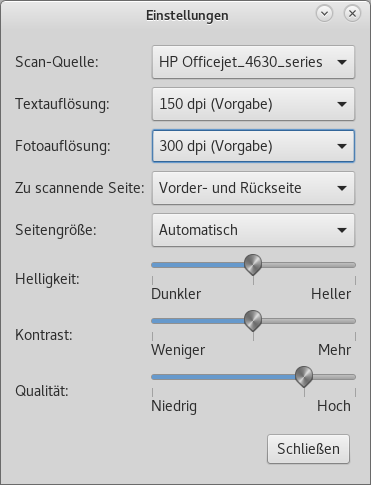 Einstellungen
Scan-Quelle: HP Officejet_4630_series
Textauflösung: 150 dpi (Vorgabe)
Fotoauflösung: 300 dpi (Vorgabe)
Zu scannende Seite: Vorder- und Rückseite
Seitengröße: Automatisch
Helligkeit:
Dunkler Heller
Kontrast:
Weniger Mehr
Qualität:
Niedrig Hoch
Schließen